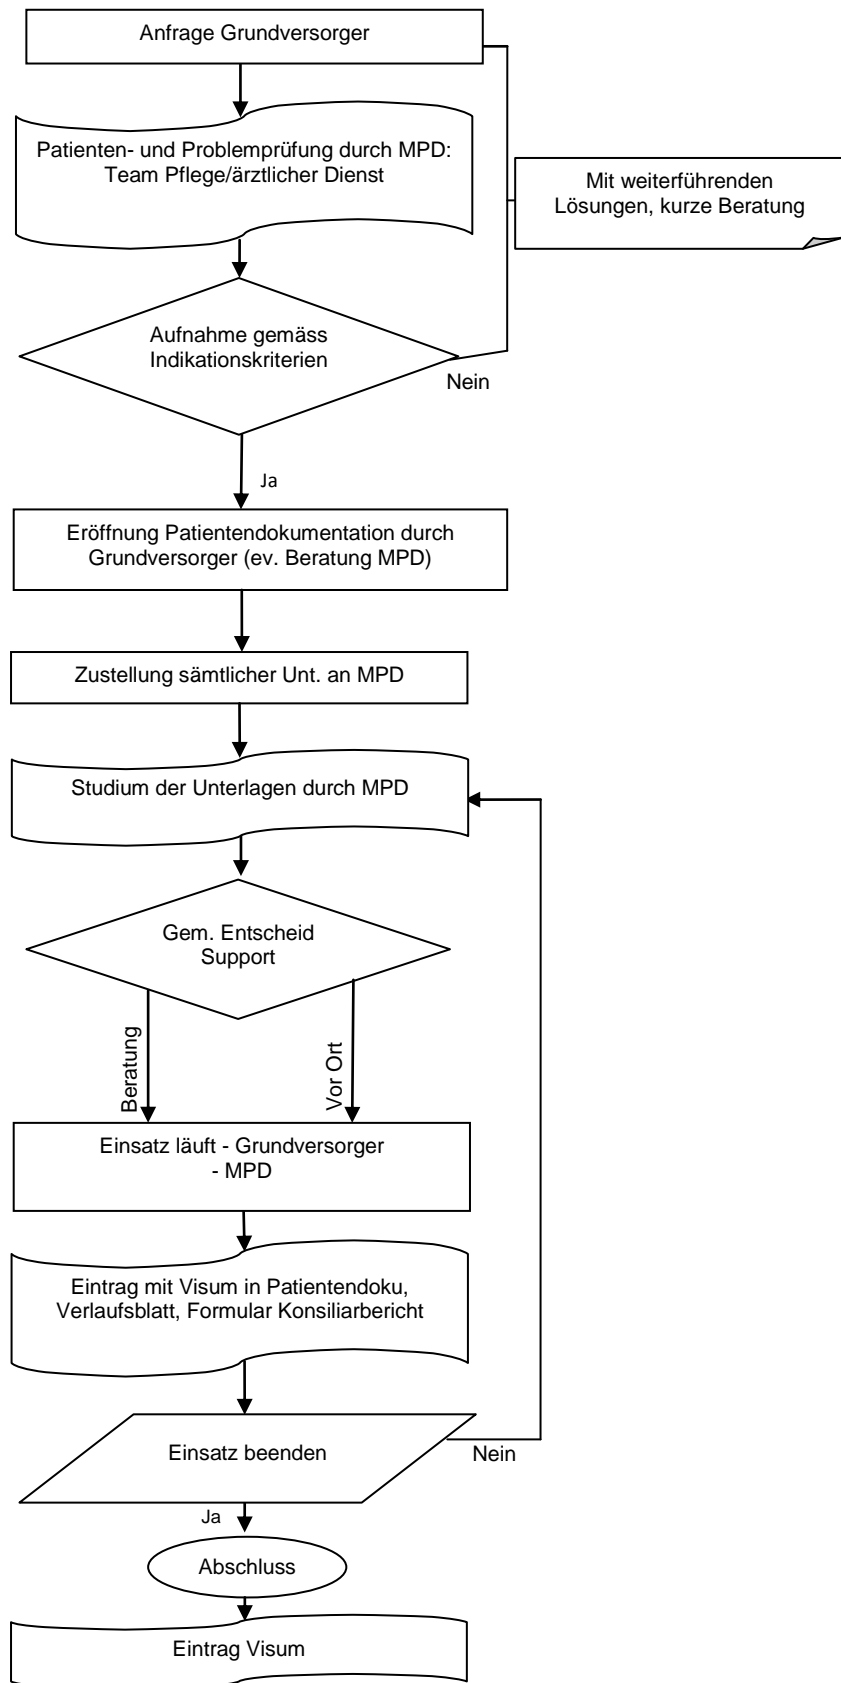 Anfrage Grundversorger
Patienten- und Problemprüfung durch MPD:
Team Pflege/ärztlicher Dienst
Mit weiterführenden
Lösungen, kurze Beratung
Aufnahme gemäss
Indikationskriterien
Nein
Ja
Eröffnung Patientendokumentation durch
Grundversorger (ev. Beratung MPD)
Zustellung sämtlicher Unt. an MPD
Studium der Unterlagen durch MPD
Gem. Entscheid
Support
Beratung
Vor Ort
Einsatz läuft - Grundversorger
- MPD
Eintrag mit Visum in Patientendoku,
Verlaufsblatt, Formular Konsiliarbericht
Einsatz beenden
Nein
Ja
Abschluss
Eintrag Visum